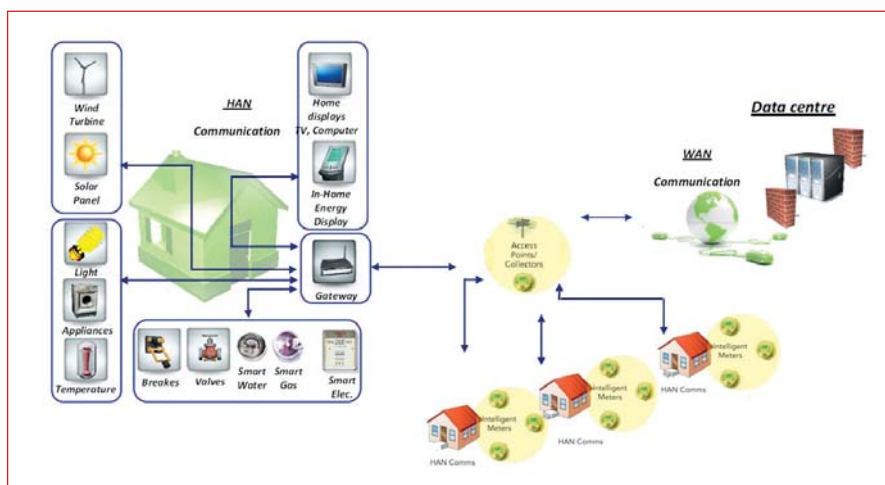 Wind
Turbine
Solar
Panel
HAN
Communication
Home
displays
TV, Computer
In-Home
Energy
Display
Light
Appliances
Temperature
Gateway
Breakes
Valves
Smart
Water
Smart
Gas
Smart
Elec.
Access
Points/
Collectors
WAN
Communication
Data centre
Intelligent
Meters
HAN Comms
Intelligent
Meters
HAN Comms
Intelligent
Meters
HAN Comms